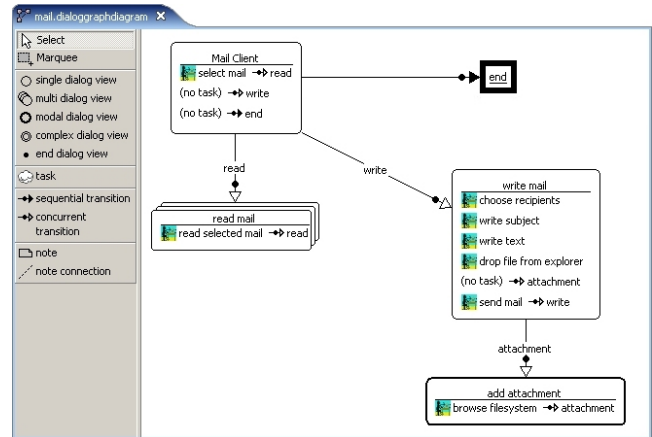 mail.dialoggraphdiagram
Select
Marquee
single dialog view
multi dialog view
modal dialog view
complex dialog view
end dialog view
task
sequential transition
concurrent
transition
note
note connection
Mail Client
select mail read
(no task) write
(no task) end
end
read
write
read mail
read selected mail read
write mail
choose recipients
write subject
write text
drop file from explorer
(no task) attachment
send mail write
attachment
add attachment
browse filesystem attachment